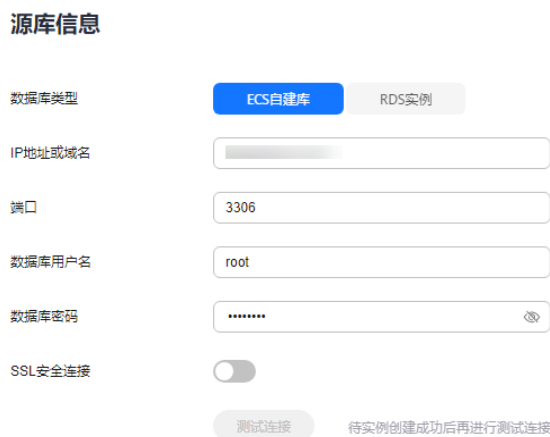 源库信息
数据库类型 ECS自建库 RDS实例
IP地址或域名
端口 3306
数据库用户名 root
数据库密码 ••••••••
SSL安全连接
测试连接 待实例创建成功后再进行测试连接